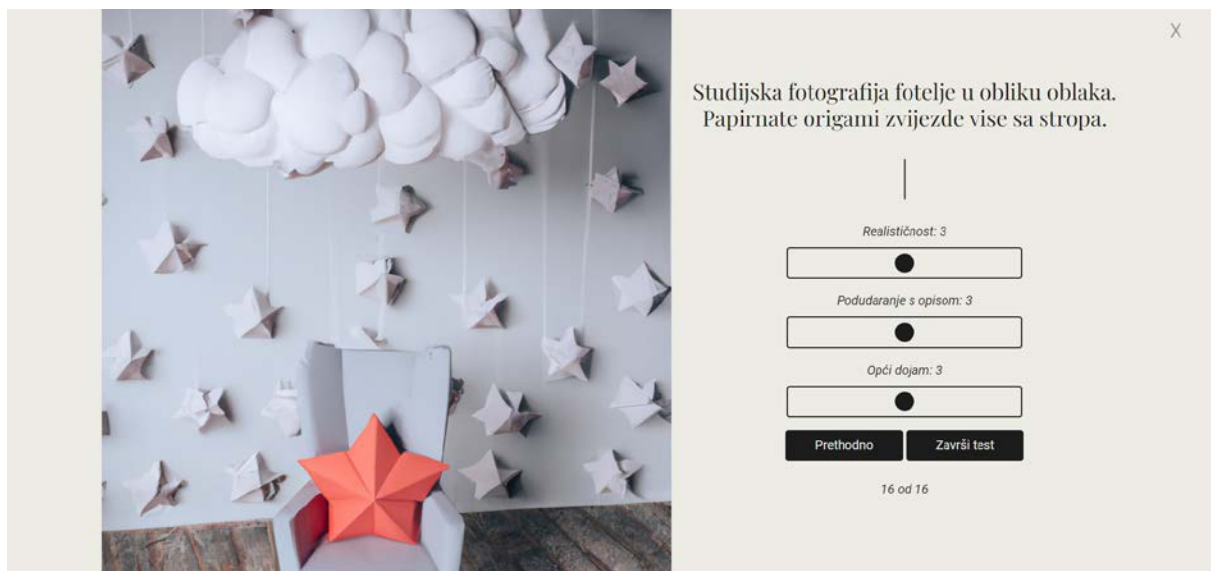 X
Studijska fotografija fotelje u obliku oblaka.
Papirnate origami zvijezde vise sa stropa.
Realističnost: 3
Podudaranje s opisom: 3
Opći dojam: 3
Prethodno
Završi test
16 od 16